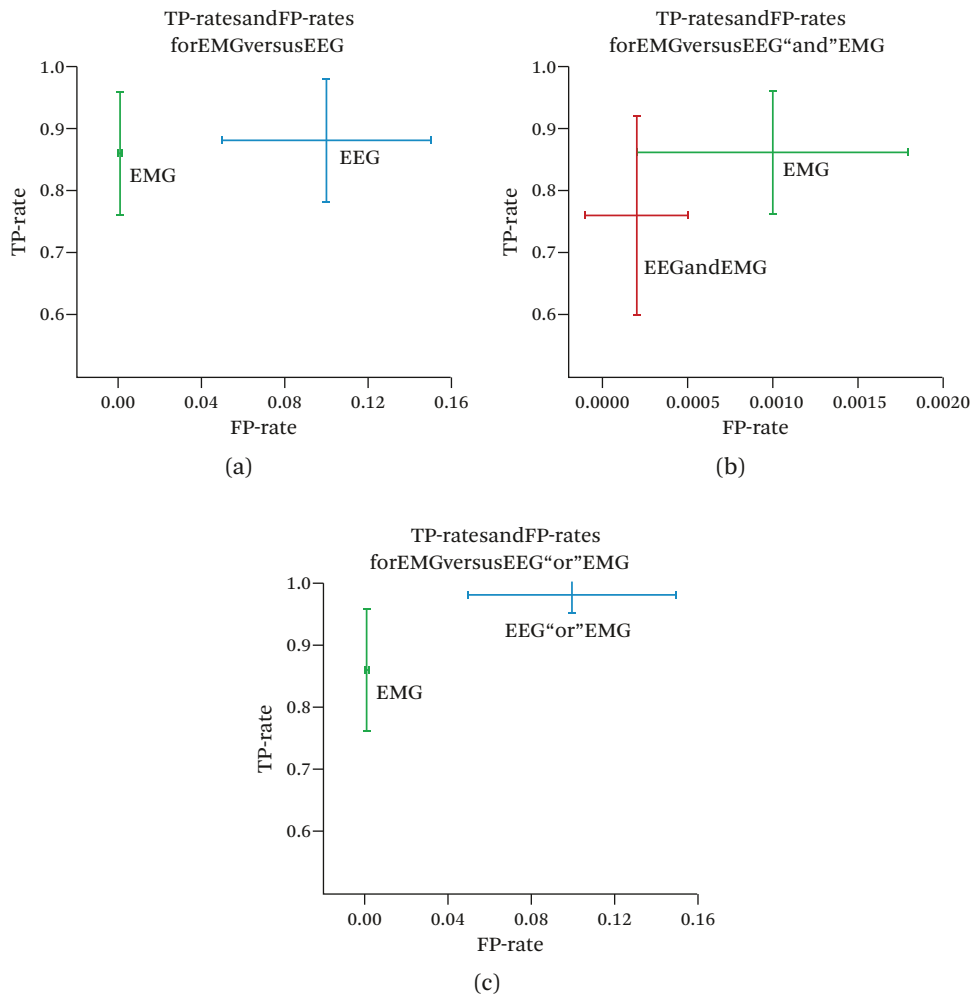 TP-ratesandFP-rates
forEMGversusEEG
1.0
0.9
0.8
0.7
0.6
TP-rate
EMG
EEG
0.00 0.04 0.08 0.12 0.16
FP-rate
(a)
TP-ratesandFP-rates
forEMGversusEEG“and”EMG
1.0
0.9
0.8
0.7
0.6
TP-rate
EMG
EEGandEMG
0.0000 0.0005 0.0010 0.0015 0.0020
FP-rate
(b)
TP-ratesandFP-rates
forEMGversusEEG“or”EMG
1.0
0.9
0.8
0.7
0.6
TP-rate
EEG“or”EMG
EMG
0.00 0.04 0.08 0.12 0.16
FP-rate
(c)